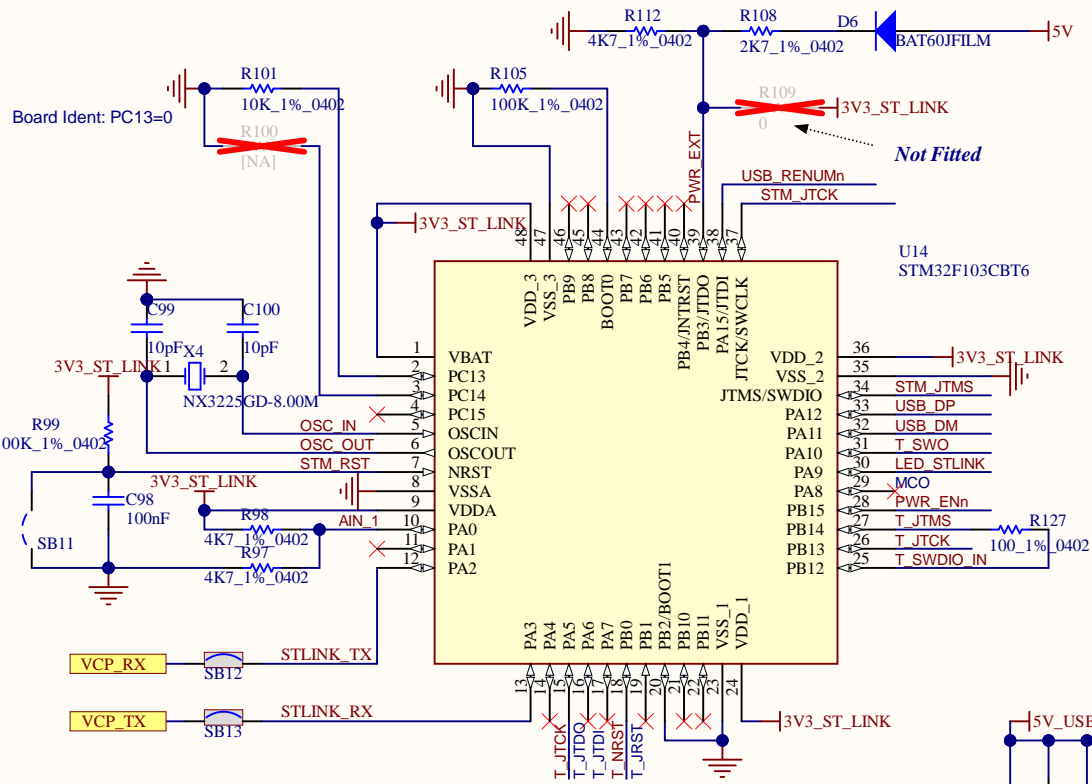 R112
4K7_1%_0402
R108
2K7_1%_0402
D6
BAT60JFILM
5V
R101
10K_1%_0402
R105
100K_1%_0402
R109
0
3V3_ST_LINK
Board Ident: PC13=0
R100
[NA]
Not Fitted
PWR_EXT
USB_RENUMn
STM_JTCK
3V3_ST_LINK
48
47
46
45
44
43
42
41
40
39
38
37
VDD_3
VSS_3
PB9
PB8
BOOT0
PB7
PB6
PB5
PB4/JNTRST
PB3/JTDO
PA15/JTDI
JTCK/SWCLK
U14
STM32F103CBT6
C99
10pF
C100
10pF
X4
1
2
NX3225GD-8.00M
3V3_ST_LINK
R99
00K_1%_0402
C98
100nF
SB11
OSC_IN
OSC_OUT
STM_RST
3V3_ST_LINK
AIN_1
R98
4K7_1%_0402
R97
4K7_1%_0402
1 VBAT
2 PC13
3 PC14
4 PC15
5 OSCIN
6 OSCOUT
7 NRST
8 VSSA
9 VDDA
10 PA0
11 PA1
12 PA2
VDD_2 36 3V3_ST_LINK
VSS_2 35
JTMS/SWDIO 34 STM_JTMS
PA12 33 USB_DP
PA11 32 USB_DM
PA10 31 T_SWO
PA9 30 LED_STLINK
PA8 29 MCO
PB15 28 PWR_ENn
PB14 27 T_JTMS
PB13 26 T_JTCK
PB12 25 T_SWDIO_IN
R127
100_1%_0402
PA3
PA4
PA5
PA6
PA7
PB0
PB1
PB2/BOOT1
PB10
PB11
VSS_1
VDD_1
13
14
15
16
17
18
19
20
21
22
23
24
VCP_RX
SB12
STLINK_TX
VCP_TX
SB13
STLINK_RX
T_JTCK
T_JTDO
T_JTDI
T_NRST
T_JRST
3V3_ST_LINK
5V_USB